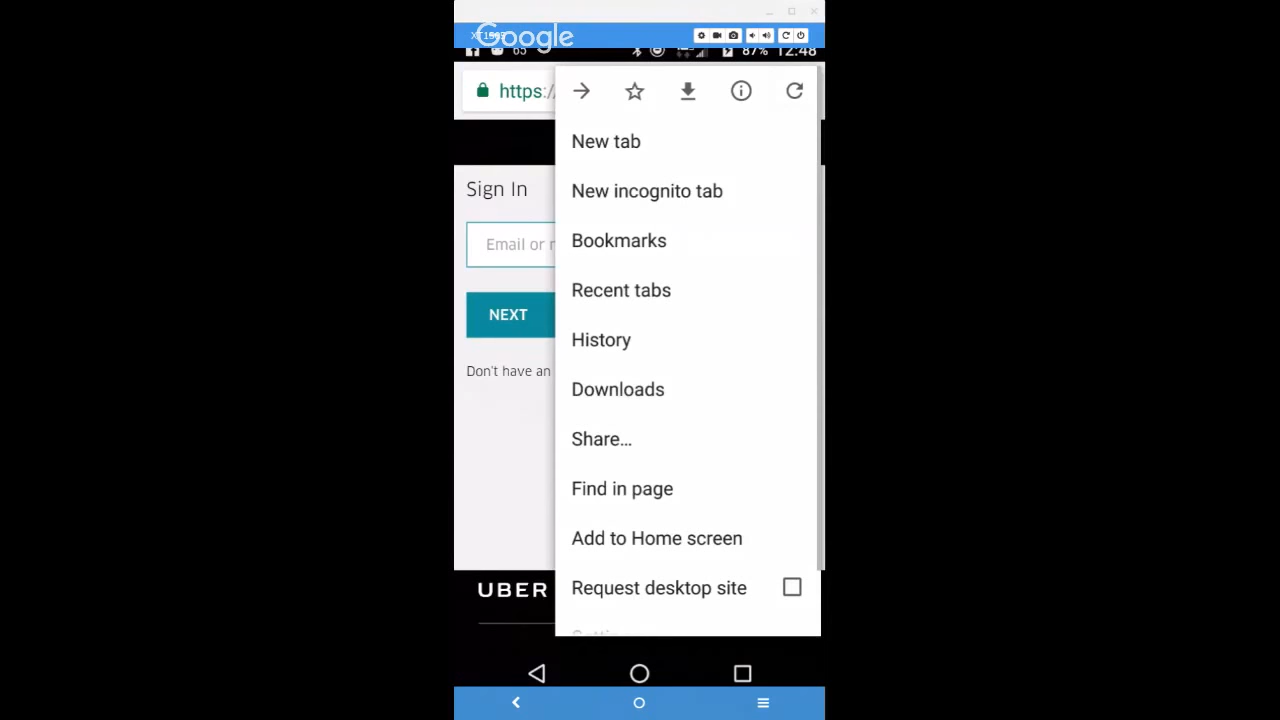 Google
65
87% 12:48
https:/
New tab
New incognito tab
Bookmarks
Recent tabs
History
Downloads
Share...
Find in page
Add to Home screen
Request desktop site
Sign In
Email or
NEXT
Don't have an
UBER